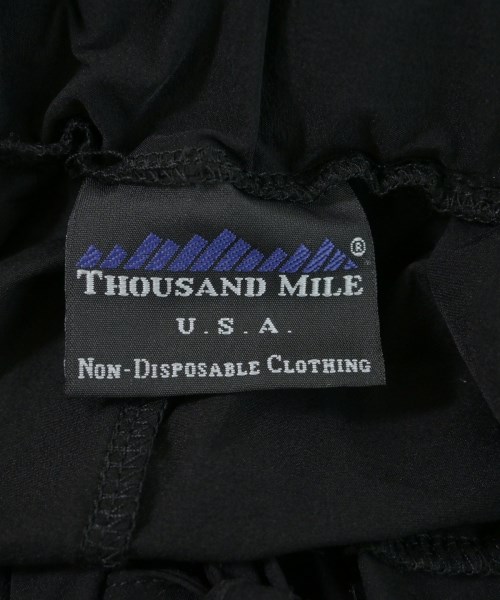 ®
THOUSAND MILE
U.S.A.
NON-DISPOSABLE CLOTHING